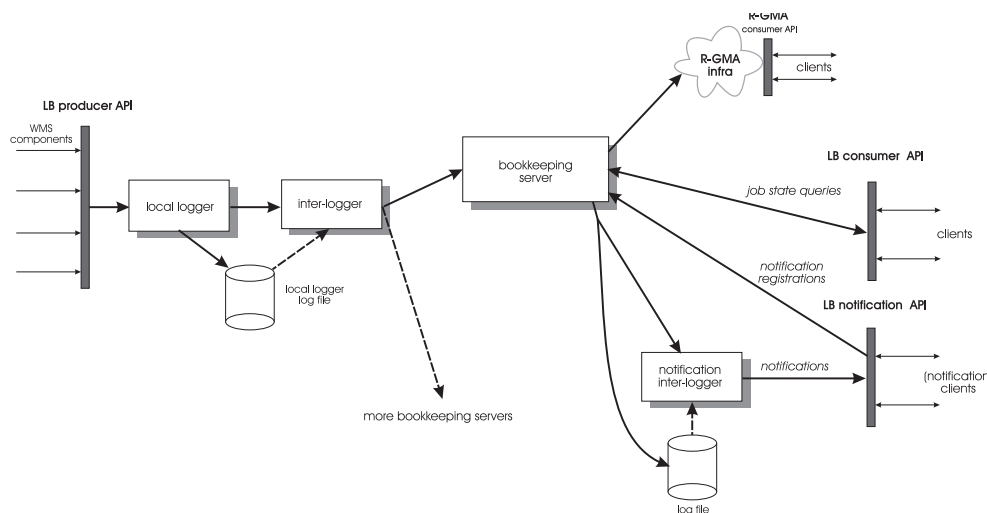 R-GMA
consumer API
R-GMA
infra
clients
LB producer API
WMS
components
bookkeeping
server
LB consumer API
local logger
inter-logger
job state queries
clients
local logger
log file
notification
registrations
LB notification API
notification
inter-logger
notifications
(notification
clients
more bookkeeping servers
log file